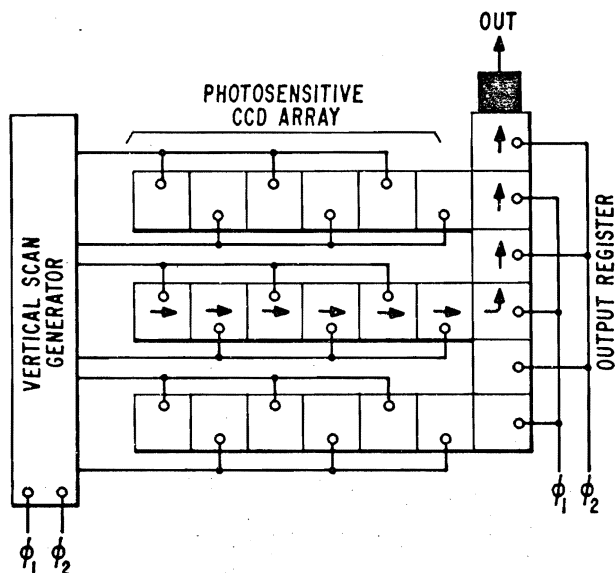 OUT
PHOTOSENSITIVE
CCD ARRAY
VERTICAL SCAN
GENERATOR
OUTPUT REGISTER
ϕ₁ ϕ₂
ϕ₁ ϕ₂